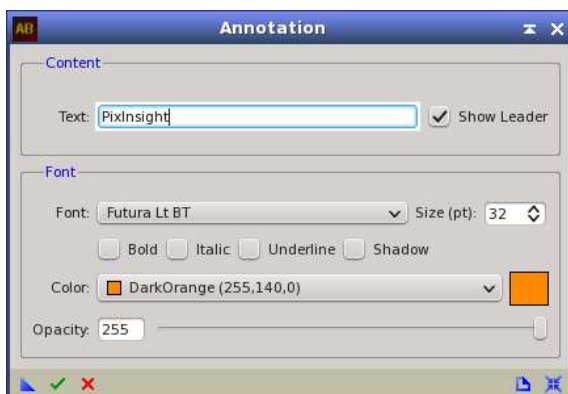 AB Annotation
Content
Text: PixInsight Show Leader
Font
Font: Futura Lt BT Size (pt): 32
Bold Italic Underline Shadow
Color: DarkOrange (255,140,0)
Opacity: 255